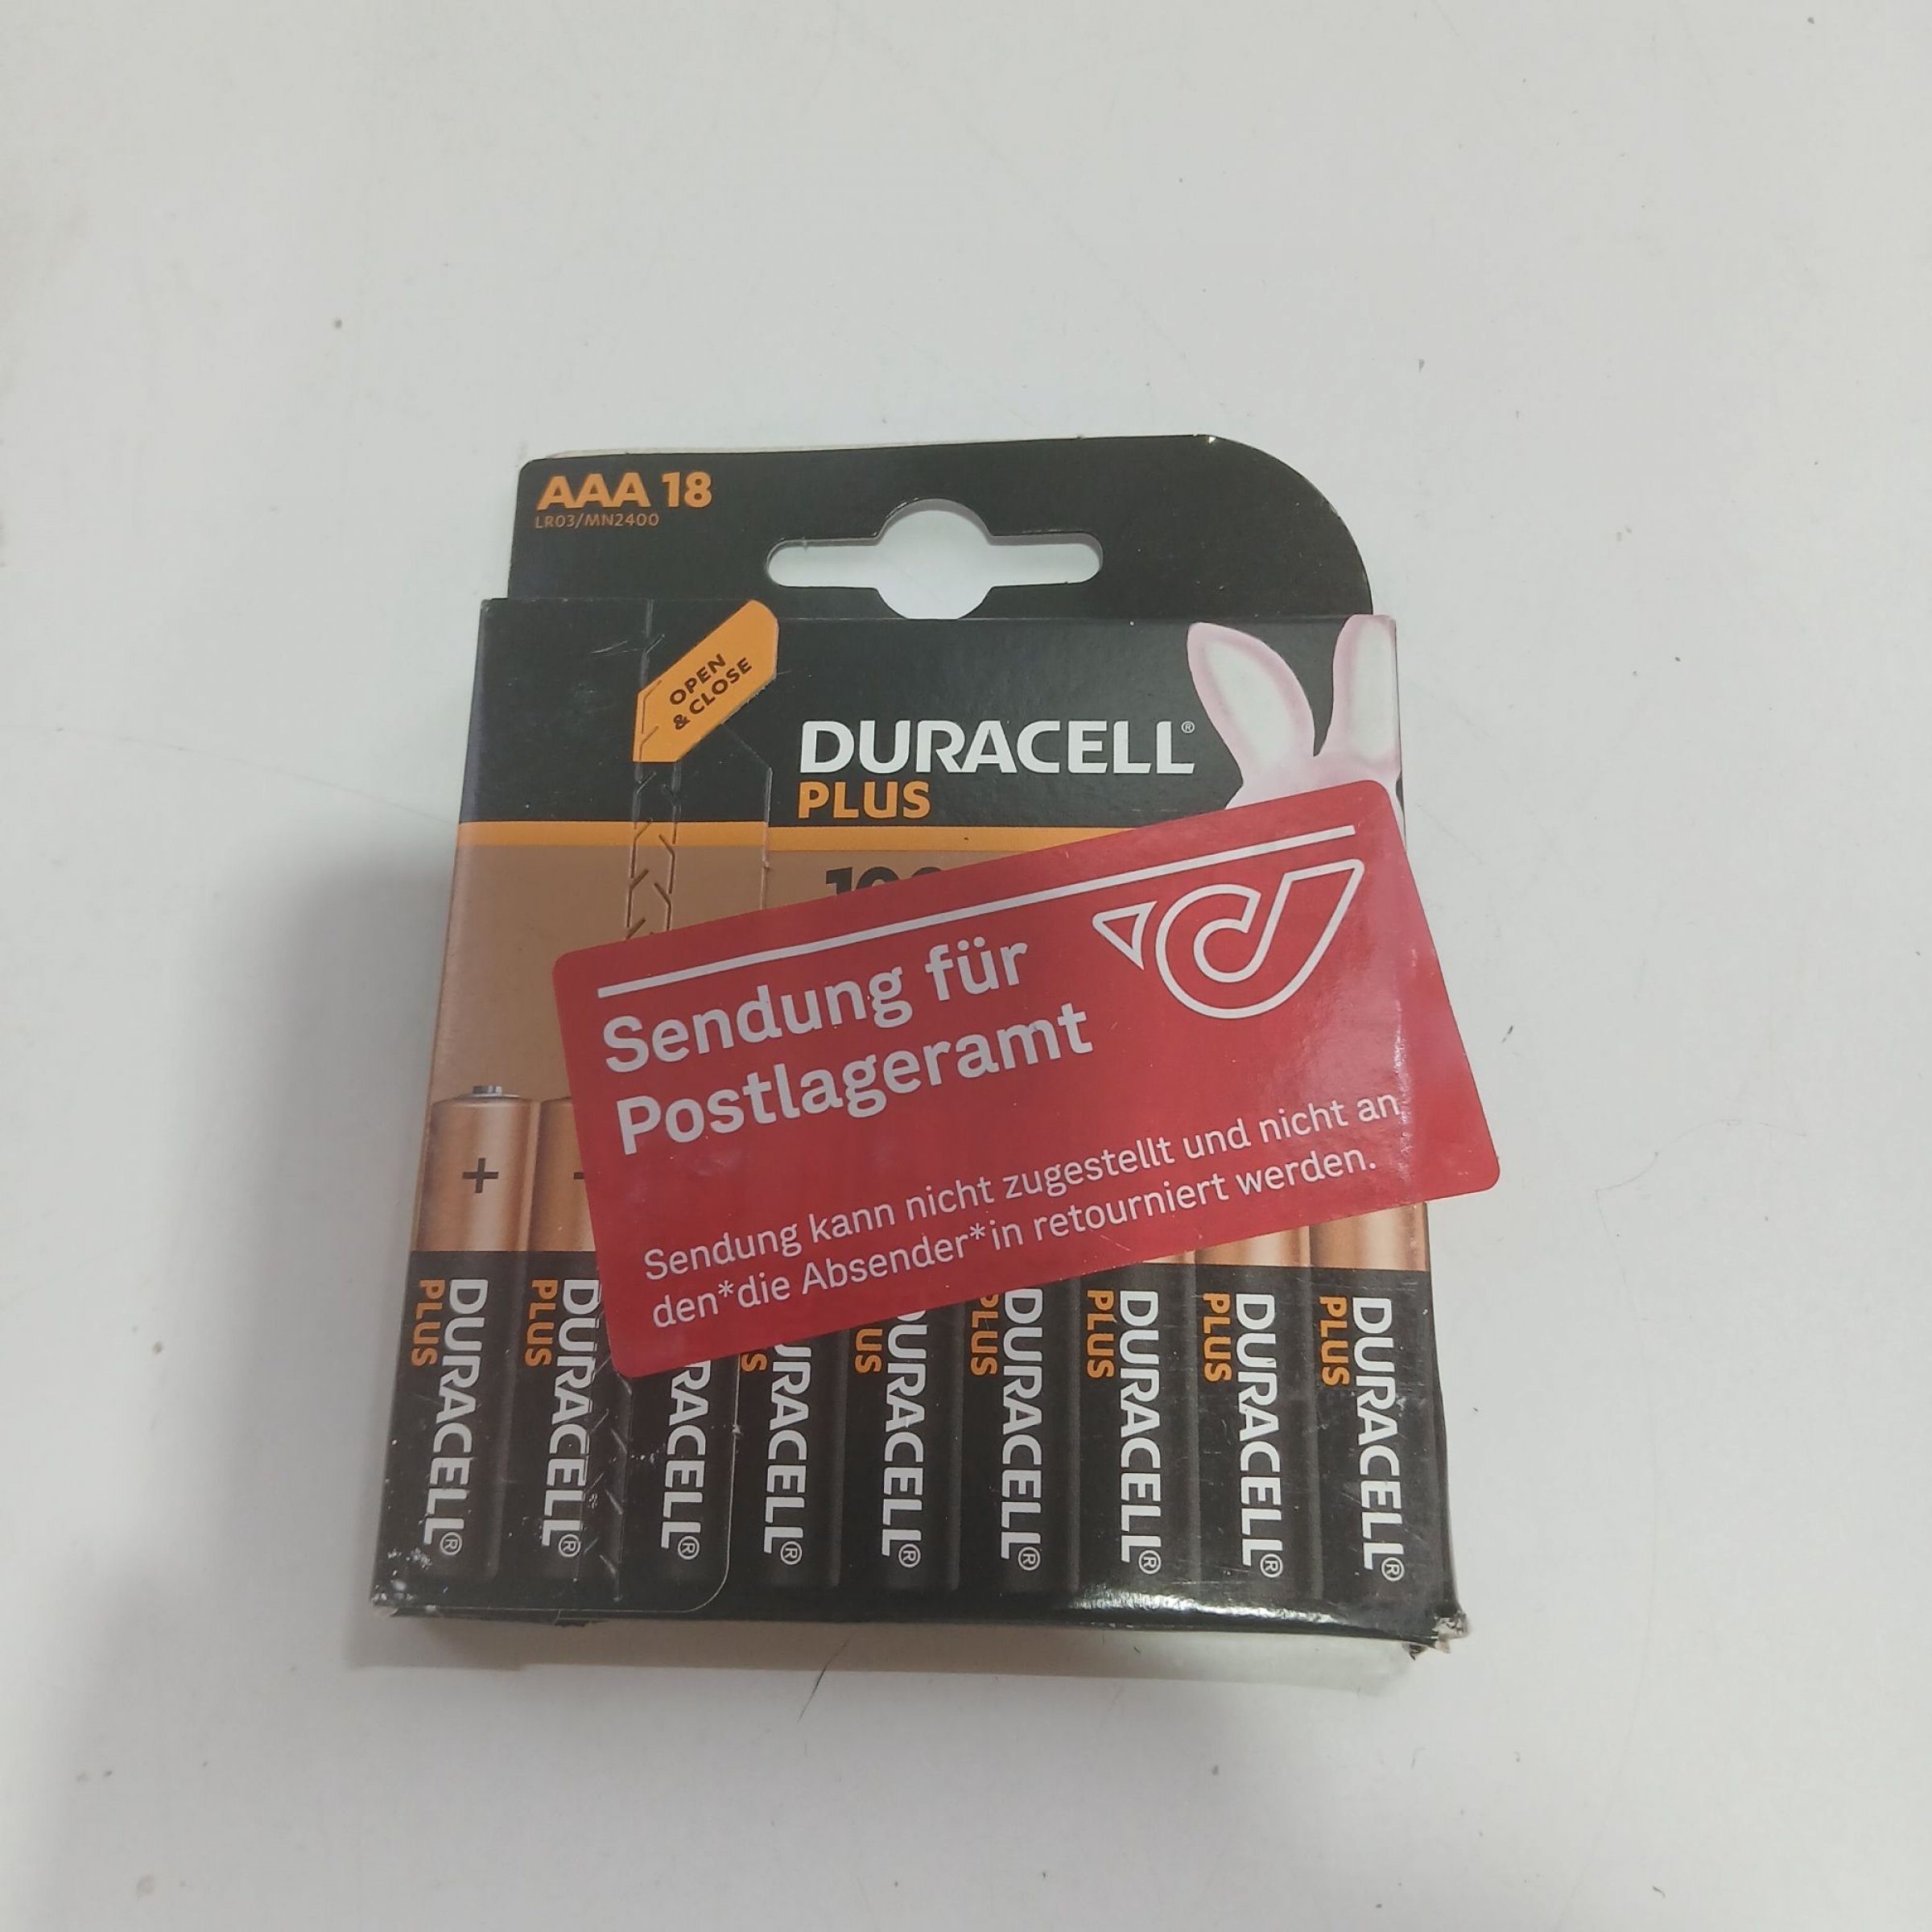 AAA 18
LR03/MN2400
OPEN
& CLOSE
DURACELL®
PLUS
Sendung für
Postlageramt
Sendung kann nicht zugestellt und nicht an
den*die Absender*in retourniert werden.
+
DURACELL®
PLUS
DURACELL®
PLUS
DURACELL®
PLUS
DURACELL®
PLUS
DURACELL®
PLUS
DURACELL®
PLUS
DURACELL®
PLUS
DURACELL®
PLUS